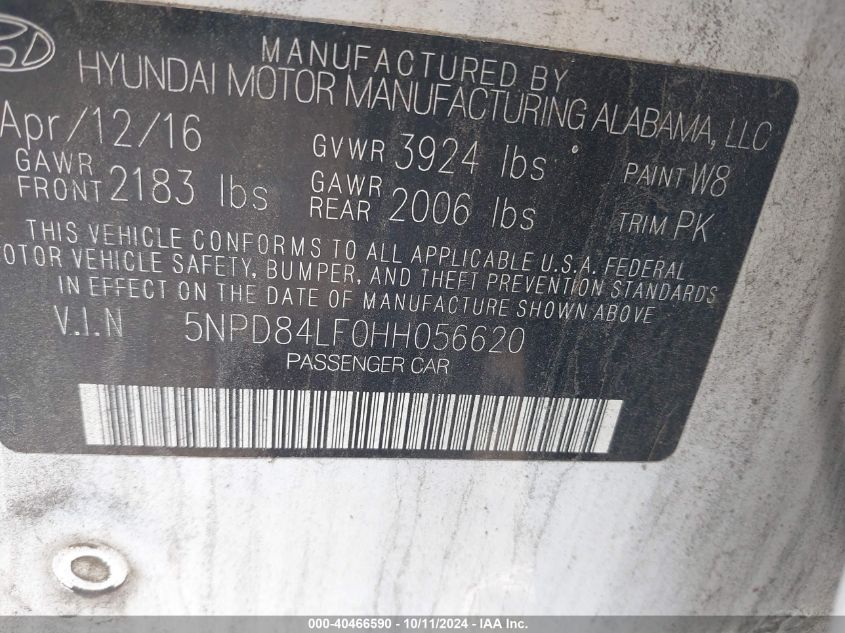 MANUFACTURED BY
HYUNDAI MOTOR MANUFACTURING ALABAMA, LLC
Apr/12/16 GVWR 3924 lbs PAINT W8
GAWR FRONT 2183 lbs GAWR REAR 2006 lbs TRIM PK
THIS VEHICLE CONFORMS TO ALL APPLICABLE U.S.A. FEDERAL
OTOR VEHICLE SAFETY, BUMPER, AND THEFT PREVENTION STANDARDS
IN EFFECT ON THE DATE OF MANUFACTURE SHOWN ABOVE
V.I.N 5NPD84LF0HH056620
PASSENGER CAR
000-40466590 - 10/11/2024 - IAA Inc.